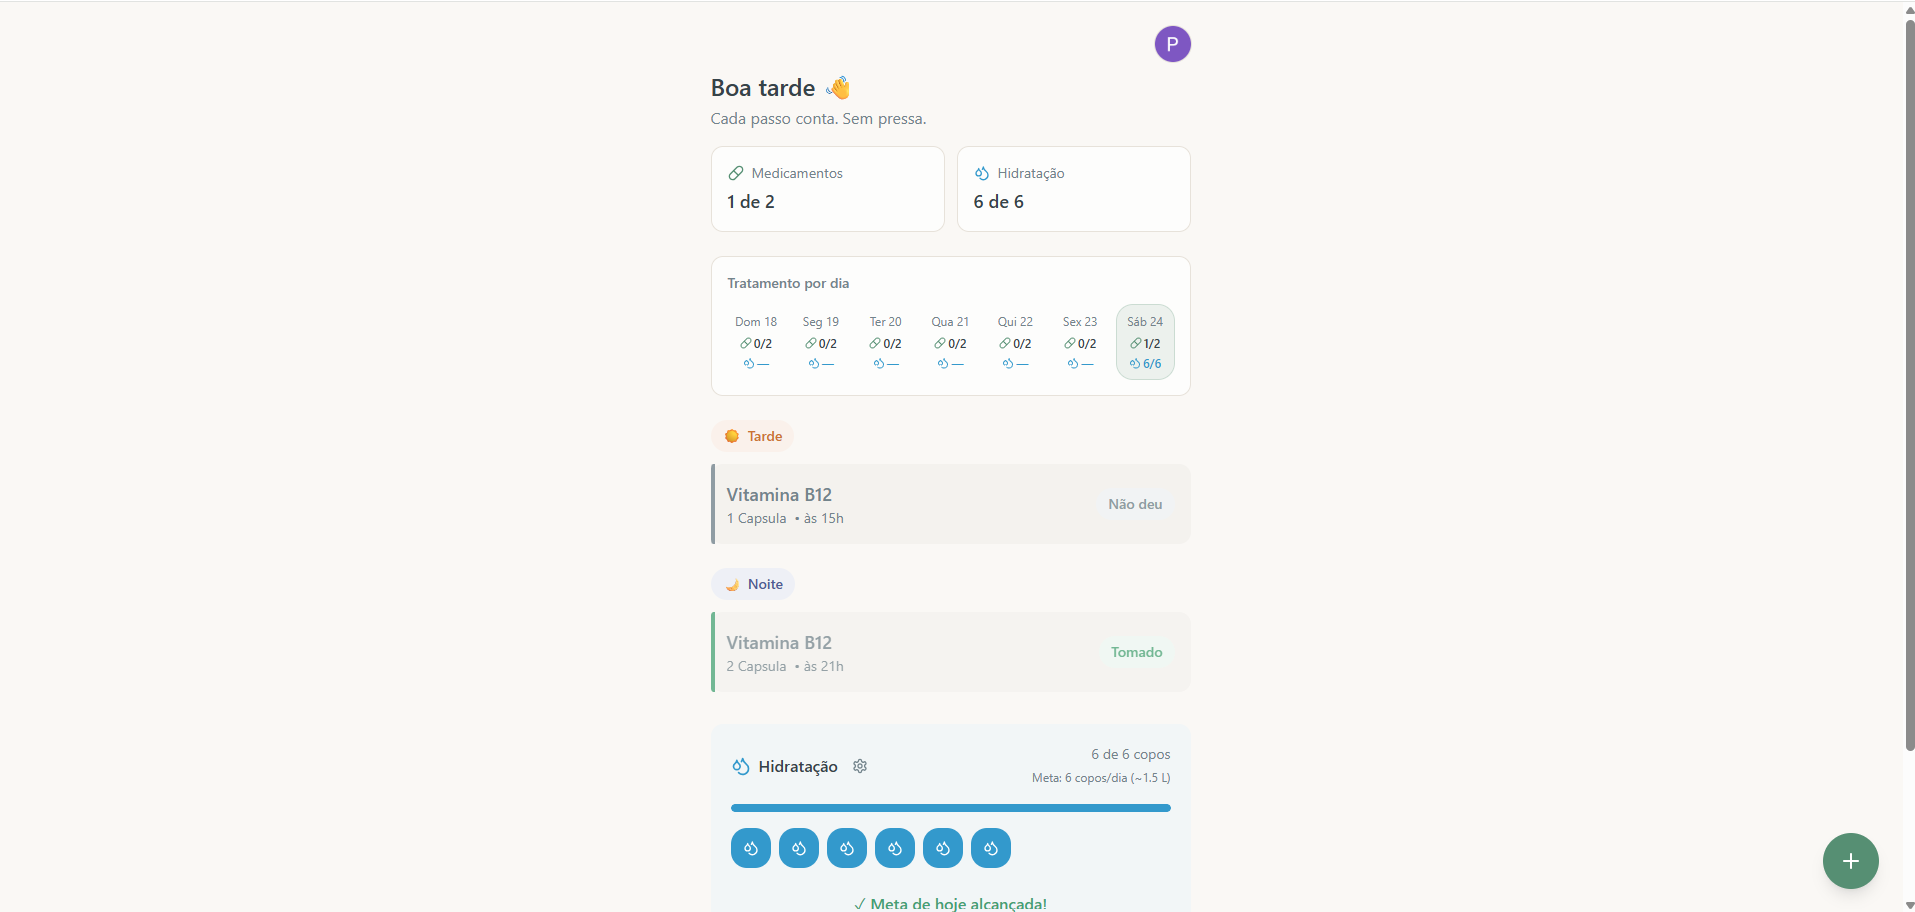 P
Boa tarde 👋
Cada passo conta. Sem pressa.
Medicamentos
1 de 2
Hidratação
6 de 6
Tratamento por dia
Dom 18 Seg 19 Ter 20 Qua 21 Qui 22 Sex 23 Sáb 24
0/2 0/2 0/2 0/2 0/2 0/2 1/2
— — — — — — 6/6
Tarde
Vitamina B12
1 Capsula • às 15h
Não deu
Noite
Vitamina B12
2 Capsula • às 21h
Tomado
Hidratação
6 de 6 copos
Meta: 6 copos/dia (~1.5 L)
✓ Meta de hoje alcançada!
+